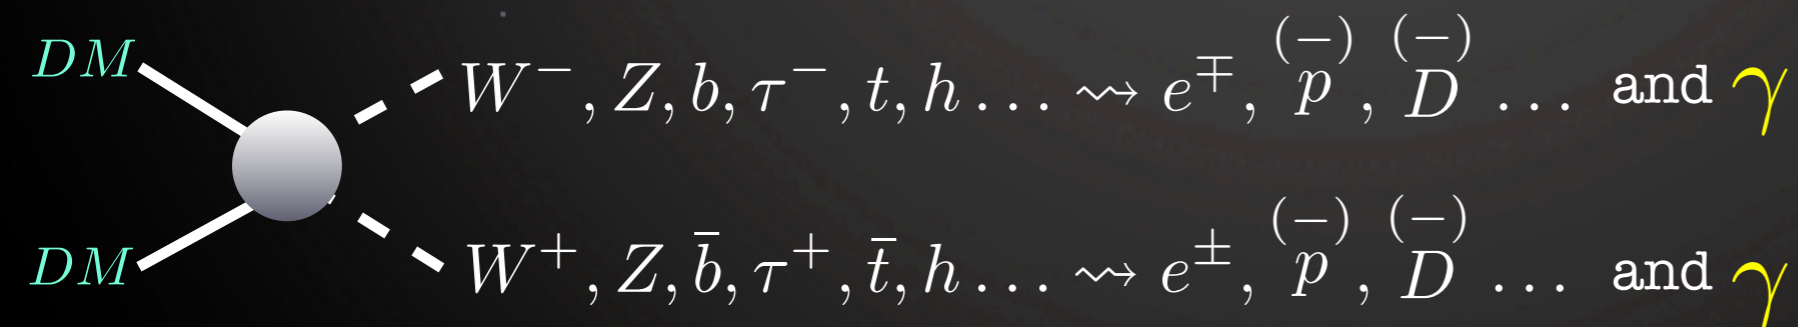 DM W⁻, Z, b, τ⁻, t, h ... ⇝ e^∓, p^(−), D^(−) ... and γ
DM W⁺, Z, b̄, τ⁺, t̄, h ... ⇝ e^±, p^(−), D^(−) ... and γ